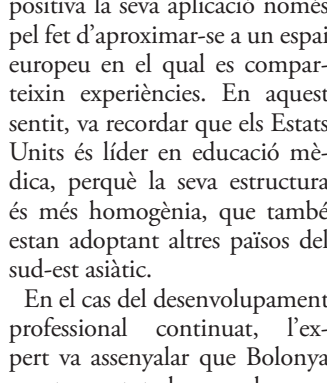 positiva la seva aplicació només
pel fet d’aproximar-se a un espai
europeu en el qual es compar-
teixin experiències. En aquest
sentit, va recordar que els Estats
Units és líder en educació mè-
dica, perquè la seva estructura
és més homogènia, que també
estan adoptant altres països del
sud-est asiàtic.
En el cas del desenvolupament
professional continuat, l’ex-
pert va assenyalar que Bolonya